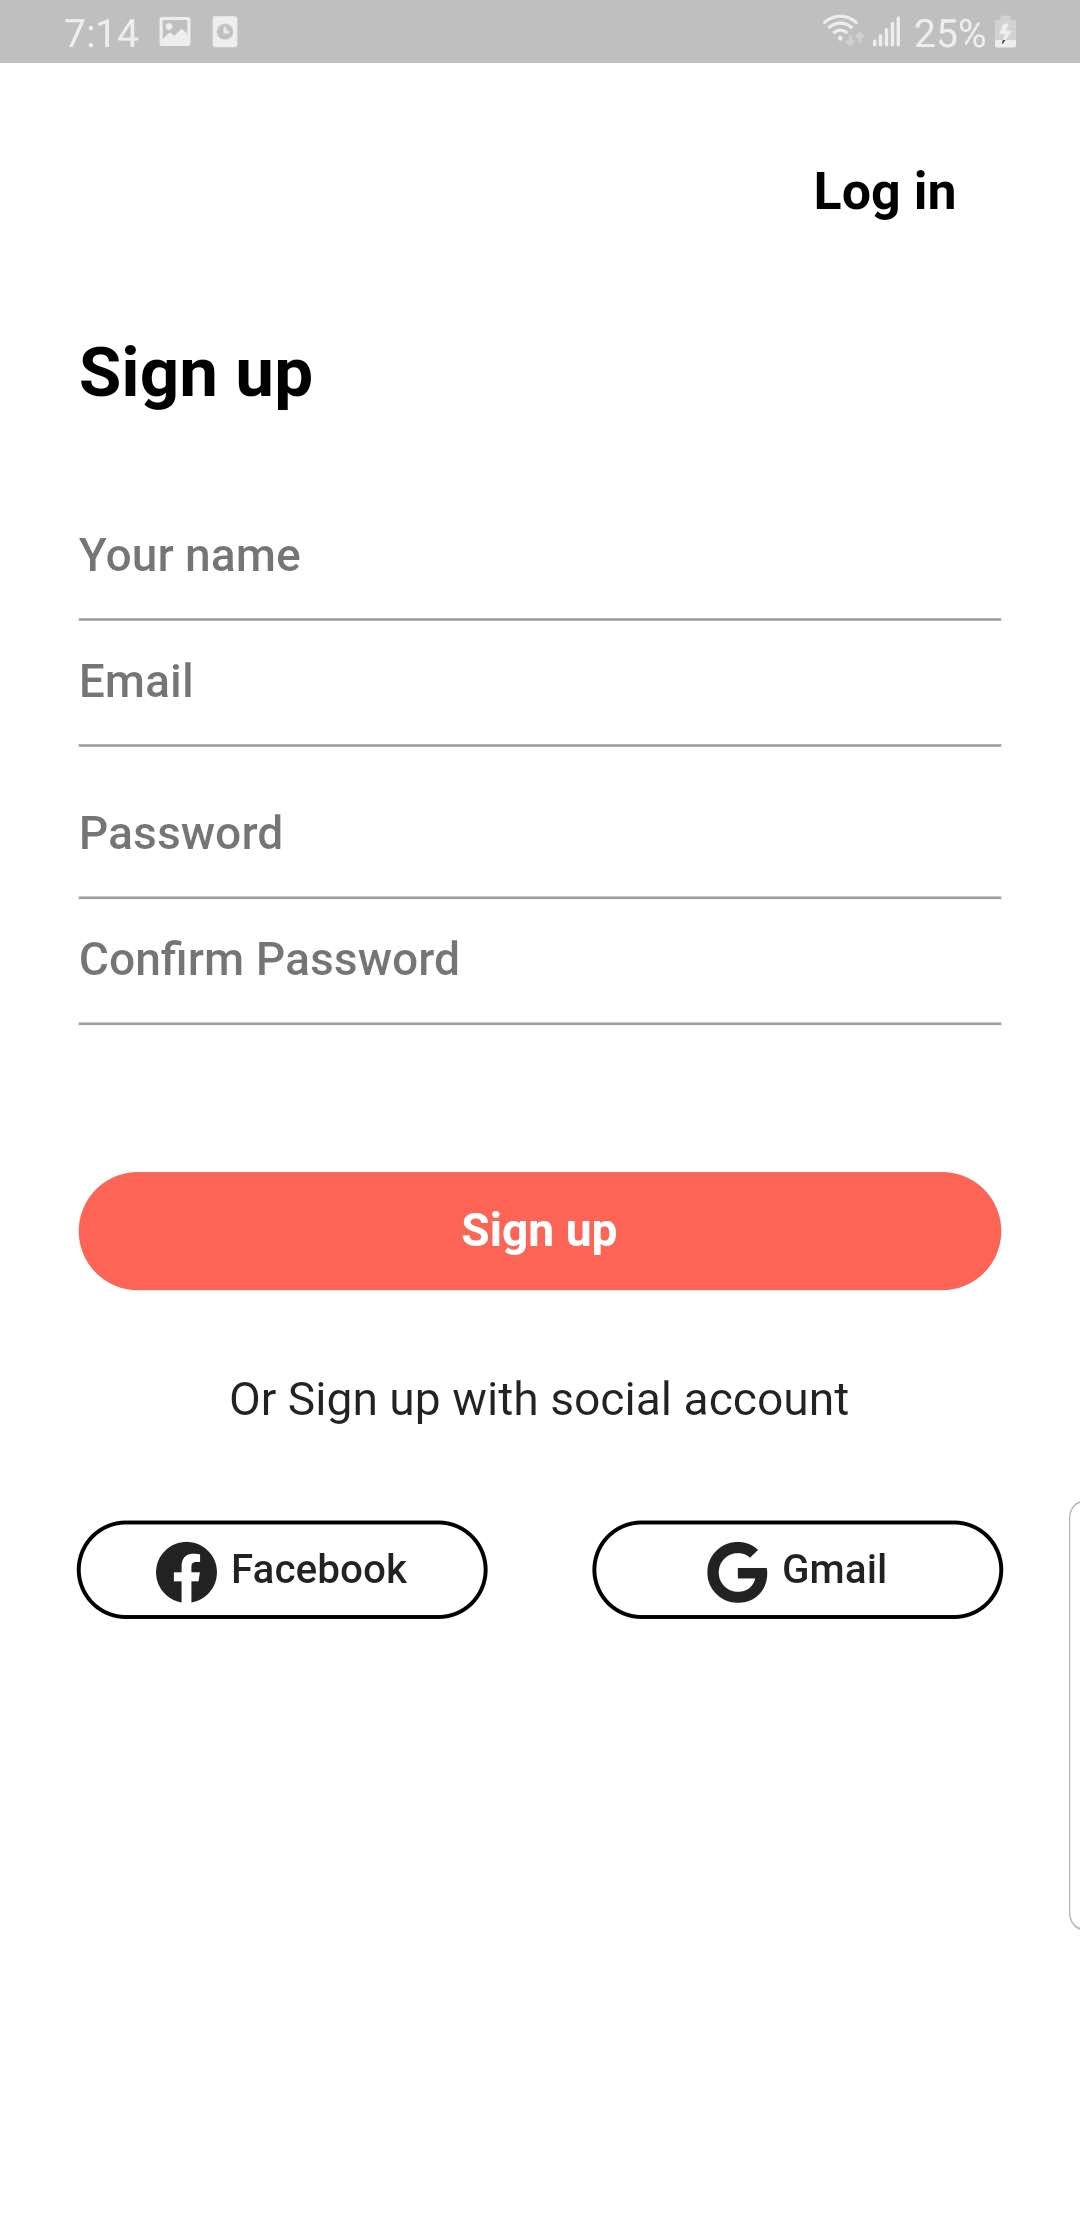 7:14 25%
Log in
Sign up
Your name
Email
Password
Confirm Password
Sign up
Or Sign up with social account
Facebook Gmail